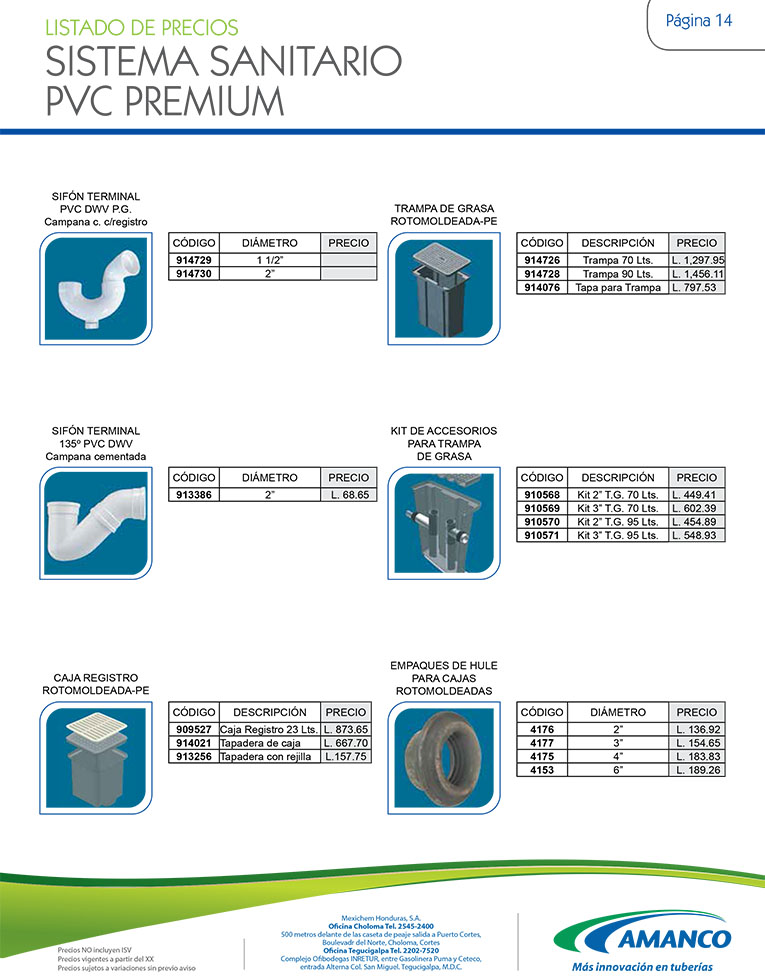 LISTADO DE PRECIOS
SISTEMA SANITARIO
PVC PREMIUM
Página 14
SIFÓN TERMINAL
PVC DWV P.G.
Campana c. c/registro
CÓDIGO DIÁMETRO PRECIO
914729 1 1/2”
914730 2”
TRAMPA DE GRASA
ROTOMOLDEADA-PE
CÓDIGO DESCRIPCIÓN PRECIO
914726 Trampa 70 Lts. L. 1,297.95
914728 Trampa 90 Lts. L. 1,456.11
914076 Tapa para Trampa L. 797.53
SIFÓN TERMINAL
135º PVC DWV
Campana cementada
CÓDIGO DIÁMETRO PRECIO
913386 2” L. 68.65
KIT DE ACCESORIOS
PARA TRAMPA
DE GRASA
CÓDIGO DESCRIPCIÓN PRECIO
910568 Kit 2” T.G. 70 Lts. L. 449.41
910569 Kit 3” T.G. 70 Lts. L. 602.39
910570 Kit 2” T.G. 95 Lts. L. 454.89
910571 Kit 3” T.G. 95 Lts. L. 548.93
CAJA REGISTRO
ROTOMOLDEADA-PE
CÓDIGO DESCRIPCIÓN PRECIO
909527 Caja Registro 23 Lts. L. 873.65
914021 Tapadera de caja L. 667.70
913256 Tapadera con rejilla L.157.75
EMPAQUES DE HULE
PARA CAJAS
ROTOMOLDEADAS
CÓDIGO DIÁMETRO PRECIO
4176 2” L. 136.92
4177 3” L. 154.65
4175 4” L. 183.83
4153 6” L. 189.26
Precios NO incluyen ISV
Precios vigentes a partir del XX
Precios sujetos a variaciones sin previo aviso
Mexichem Honduras, S.A.
Oficina Choloma Tel. 2545-2400
500 metros delante de las caseta de peaje salida a Puerto Cortes,
Boulevadr del Norte, Choloma, Cortes
Oficina Tegucigalpa Tel. 2202-7520
Complejo Ofibodegas INRETUR, entre Gasolinera Puma y Ceteco,
entrada Alterna Col. San Miguel, Tegucigalpa, M.D.C.
AMANCO
Más innovación en tuberías